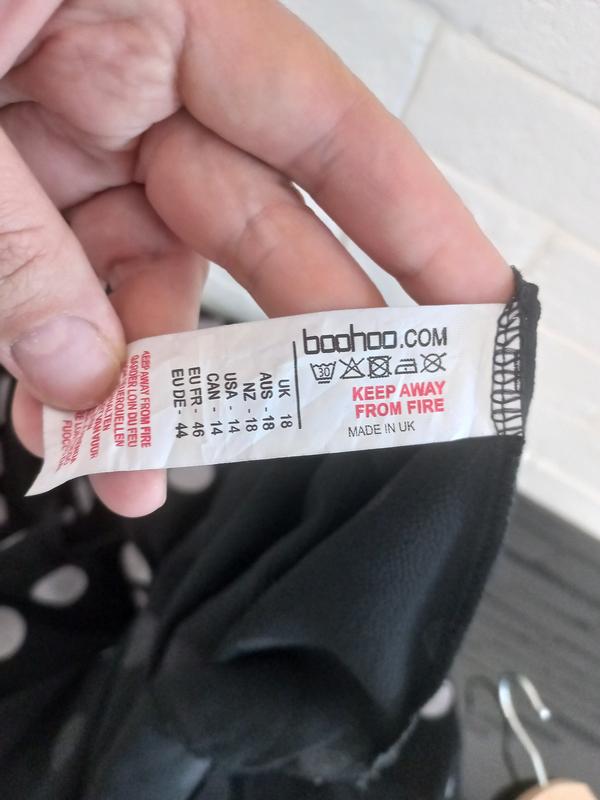 boohoo.COM
30
KEEP AWAY
FROM FIRE
MADE IN UK
UK 18
AUS -18
NZ - 18
USA - 14
CAN - 14
EU FR - 46
EU DE- 44
KEEP AWAY FROM FIRE
GARDER LOIN DU FEU